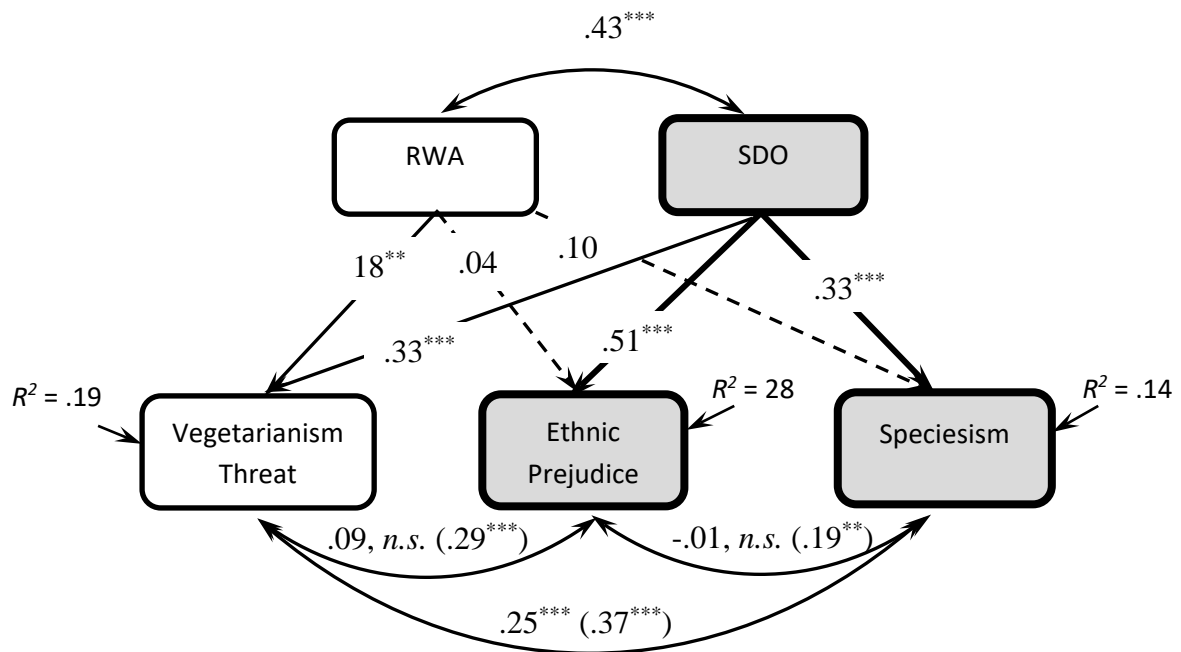 .43***
RWA
SDO
18**
.04
.10
.33***
.33***
.51***
R² = .19
R² = 28
R² = .14
Vegetarianism
Threat
Ethnic
Prejudice
Speciesism
.09, n.s. (.29***)
-.01, n.s. (.19**)
.25*** (.37***)